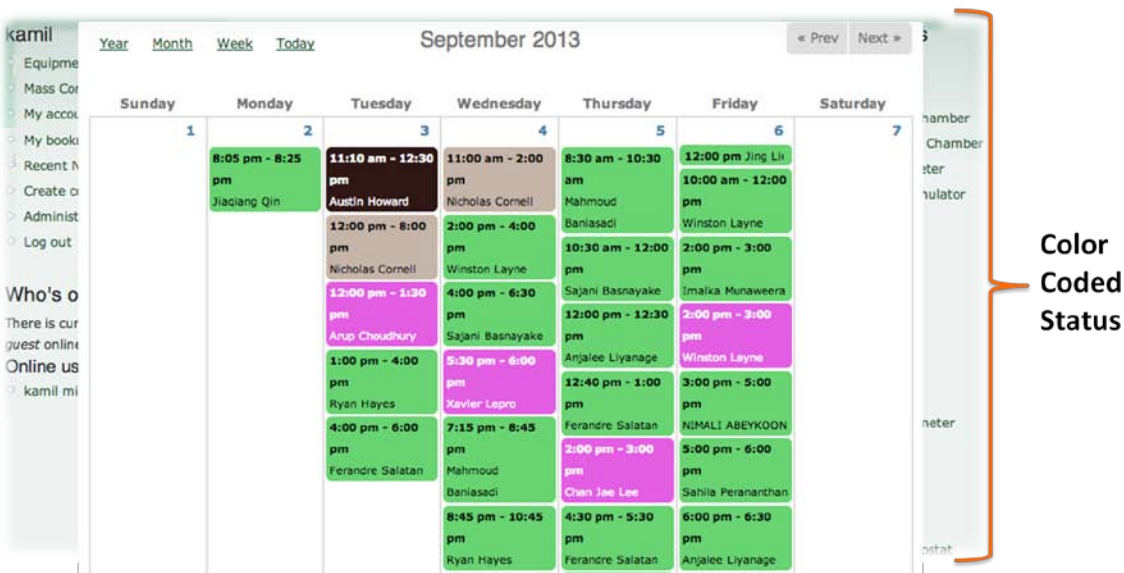 kamil
Equipme
Mass Cor
My accou
My bookr
Recent N
Create co
Administ
Log out
Who's o
There is cur
guest online
Online us
kamil mi
Year Month Week Today
September 2013
« Prev Next »
Sunday Monday Tuesday Wednesday Thursday Friday Saturday
1 2 3 4 5 6 7
8:05 pm - 8:25
pm
Jiaqiang Qin
11:10 am - 12:30
pm
Austin Howard
12:00 pm - 8:00
pm
Nicholas Cornell
12:00 pm - 1:30
pm
Arup Choudhury
1:00 pm - 4:00
pm
Ryan Hayes
4:00 pm - 6:00
pm
Ferandre Salatan
11:00 am - 2:00
pm
Nicholas Cornell
2:00 pm - 4:00
pm
Winston Layne
4:00 pm - 6:30
pm
Sajani Basnayake
5:30 pm - 6:00
pm
Xavier Lepro
7:15 pm - 8:45
pm
Mahmoud
Baniasadi
8:45 pm - 10:45
pm
Ryan Hayes
8:30 am - 10:30
am
Mahmoud
Baniasadi
10:30 am - 12:00
pm
Sajani Basnayake
12:00 pm - 12:30
pm
Anjalee Liyanage
12:40 pm - 1:00
pm
Ferandre Salatan
2:00 pm - 3:00
pm
Chan Jae Lee
4:30 pm - 5:30
pm
Ferandre Salatan
12:00 pm Jing Liu
10:00 am - 12:00
pm
Winston Layne
2:00 pm - 3:00
pm
Imalka Munaweera
2:00 pm - 3:00
pm
Winston Layne
3:00 pm - 5:00
pm
NIMALI ABEYKOON
5:00 pm - 6:00
pm
Sahila Perananthan
6:00 pm - 6:30
pm
Anjalee Liyanage
s
hamber
Chamber
eter
nulator
neter
ostat
Color
Coded
Status